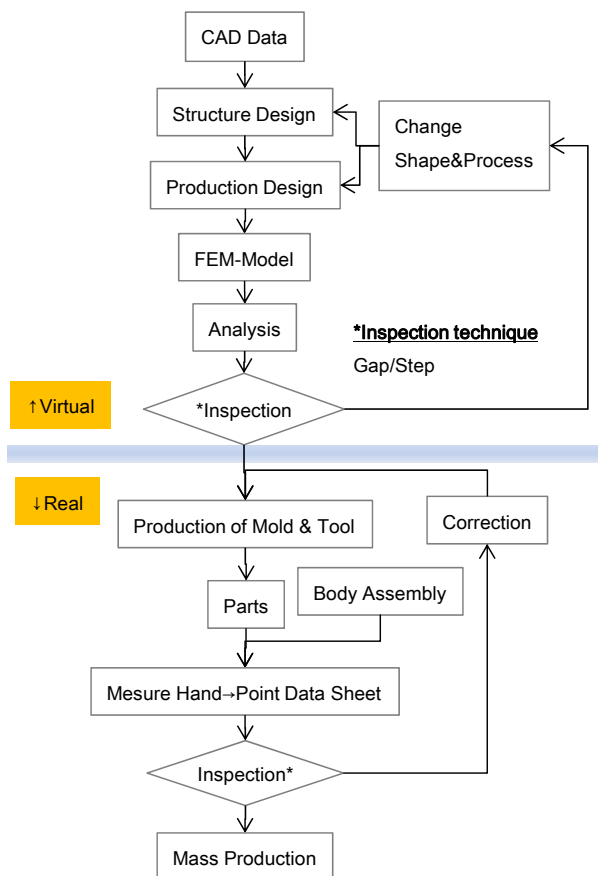 CAD Data
Structure Design
Change
Shape&Process
Production Design
FEM-Model
Analysis
*Inspection technique
Gap/Step
↑Virtual
*Inspection
↓Real
Production of Mold & Tool
Correction
Parts
Body Assembly
Mesure Hand→Point Data Sheet
Inspection*
Mass Production